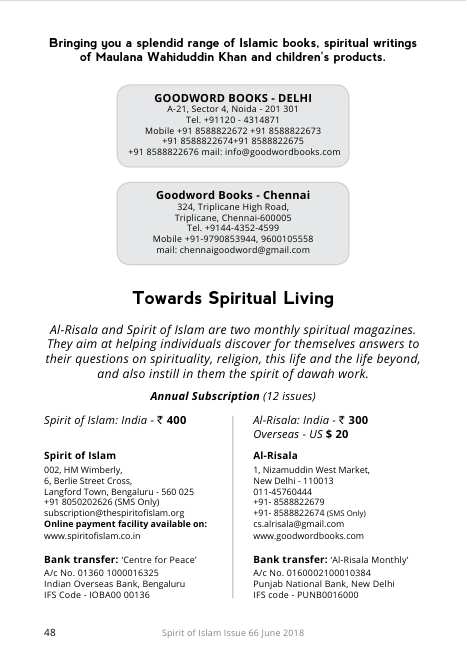 Bringing you a splendid range of Islamic books, spiritual writings
of Maulana Wahiduddin Khan and children's products.
GOODWORD BOOKS - DELHI
A-21, Sector 4, Noida - 201 301
Tel. +91120 - 4314871
Mobile +91 8588822672 +91 8588822673
+91 8588822674+91 8588822675
+91 8588822676 mail: info@goodwordbooks.com
Goodword Books - Chennai
324, Triplicane High Road,
Triplicane, Chennai-600005
Tel. +9144-4352-4599
Mobile +91-9790853944, 9600105558
mail: chennaigoodword@gmail.com
Towards Spiritual Living
Al-Risala and Spirit of Islam are two monthly spiritual magazines.
They aim at helping individuals discover for themselves answers to
their questions on spirituality, religion, this life and the life beyond,
and also instill in them the spirit of dawah work.
Annual Subscription (12 issues)
Spirit of Islam: India - ₹ 400
Spirit of Islam
002, HM Wimberly,
6, Berlie Street Cross,
Langford Town, Bengaluru - 560 025
+91 8050202626 (SMS Only)
subscription@thespiritofislam.org
Online payment facility available on:
www.spiritofislam.co.in
Bank transfer: 'Centre for Peace'
A/c No. 01360 1000016325
Indian Overseas Bank, Bengaluru
IFS Code - IOBA00 00136
Al-Risala: India - ₹ 300
Overseas - US $ 20
Al-Risala
1, Nizamuddin West Market,
New Delhi - 110013
011-45760444
+91- 8588822679
+91- 8588822674 (SMS Only)
cs.alrisala@gmail.com
www.goodwordbooks.com
Bank transfer: 'Al-Risala Monthly'
A/c No. 0160002100010384
Punjab National Bank, New Delhi
IFS code - PUNB0016000
48
Spirit of Islam Issue 66 June 2018